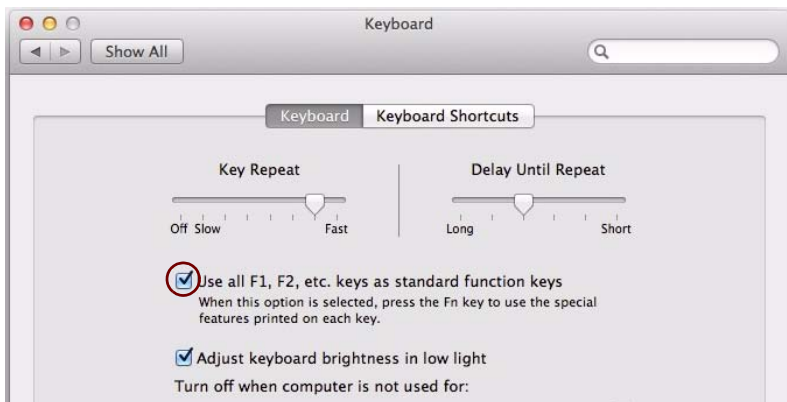 Keyboard
Show All
Keyboard Keyboard Shortcuts
Key Repeat Delay Until Repeat
Off Slow Fast Long Short
Use all F1, F2, etc. keys as standard function keys
When this option is selected, press the Fn key to use the special
features printed on each key.
Adjust keyboard brightness in low light
Turn off when computer is not used for: